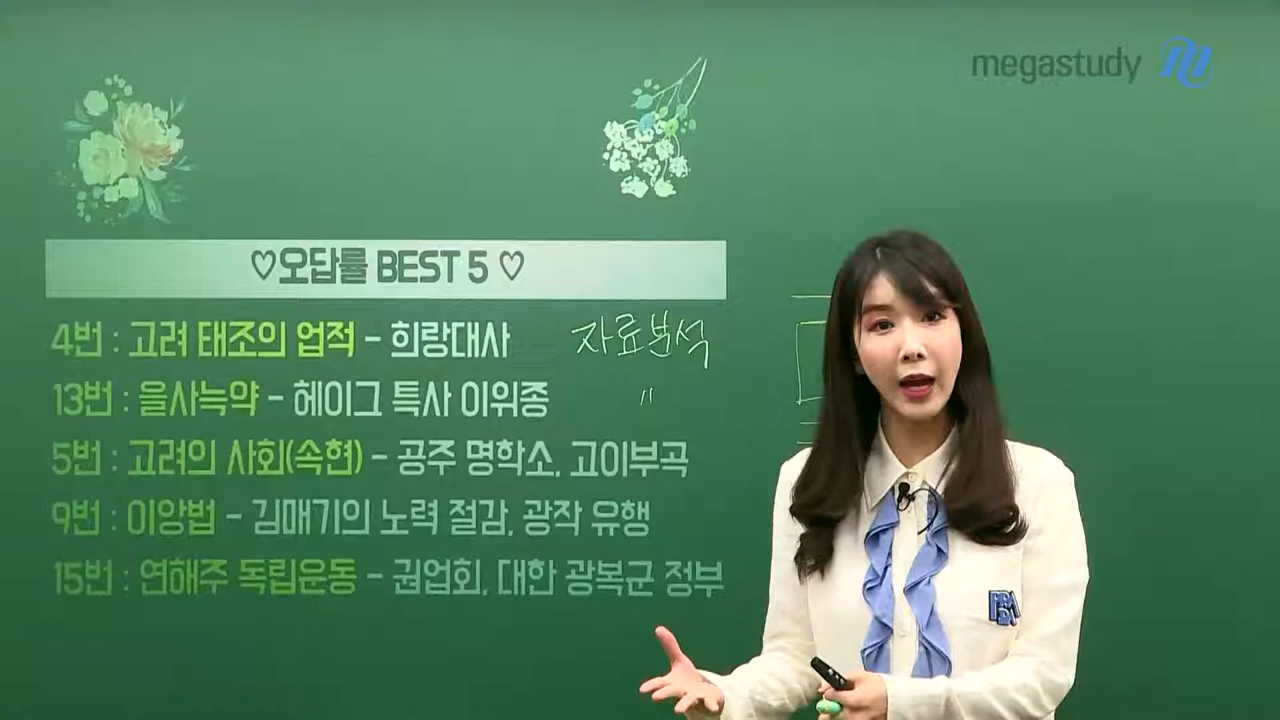 megastudy
♡오답률 BEST 5 ♡
4번 : 고려 태조의 업적 - 희랑대사 자료분석
13번 : 을사늑약 - 헤이그 특사 이위종 〃
5번 : 고려의 사회(속현) - 공주 명학소, 고이부곡
9번 : 이앙법 - 김매기의 노력 절감, 광작 유행
15번 : 연해주 독립운동 - 권업회, 대한 광복군 정부